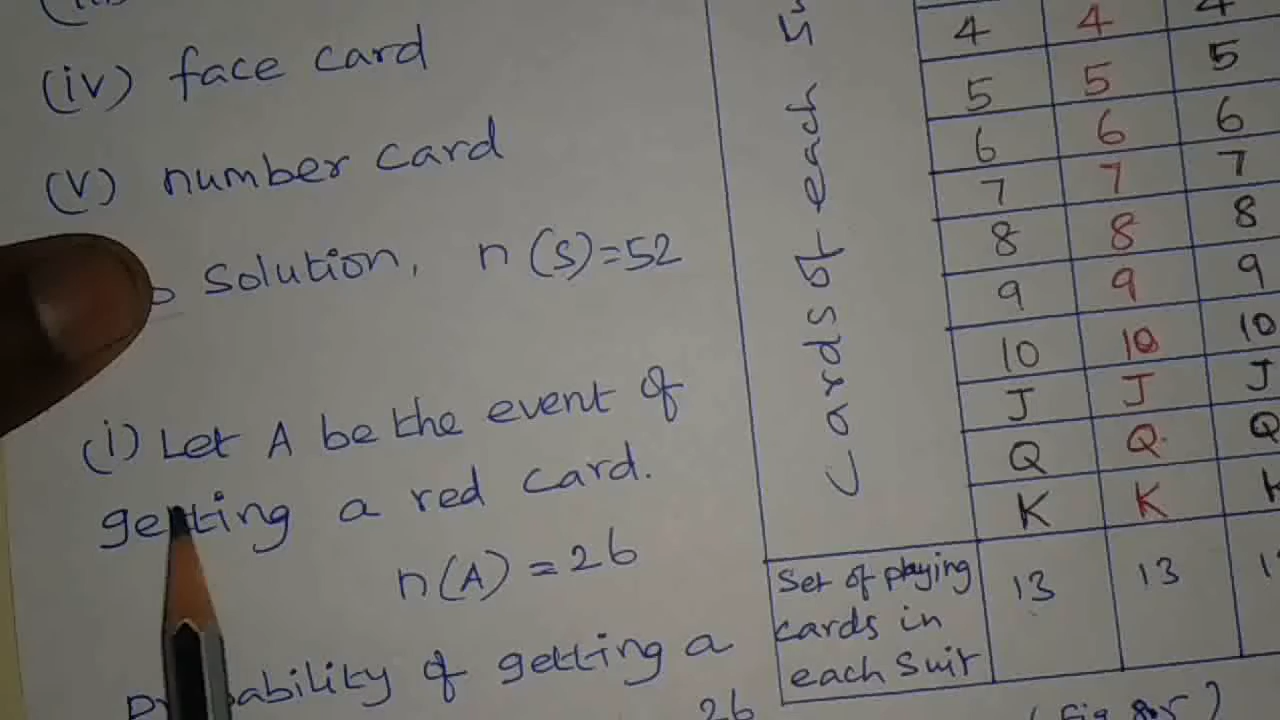 (iv) face card
(v) number card
Solution, n(S)=52
(i) Let A be the event of
getting a red card.
n(A) = 26
of getting a
26
Cards of each
4 4 4
5 5 5
6 6 6
7 7 7
8 8 8
9 9 9
10 10 10
J J J
Q Q Q
K K K
Set of playing
cards in
each Suit
13 13